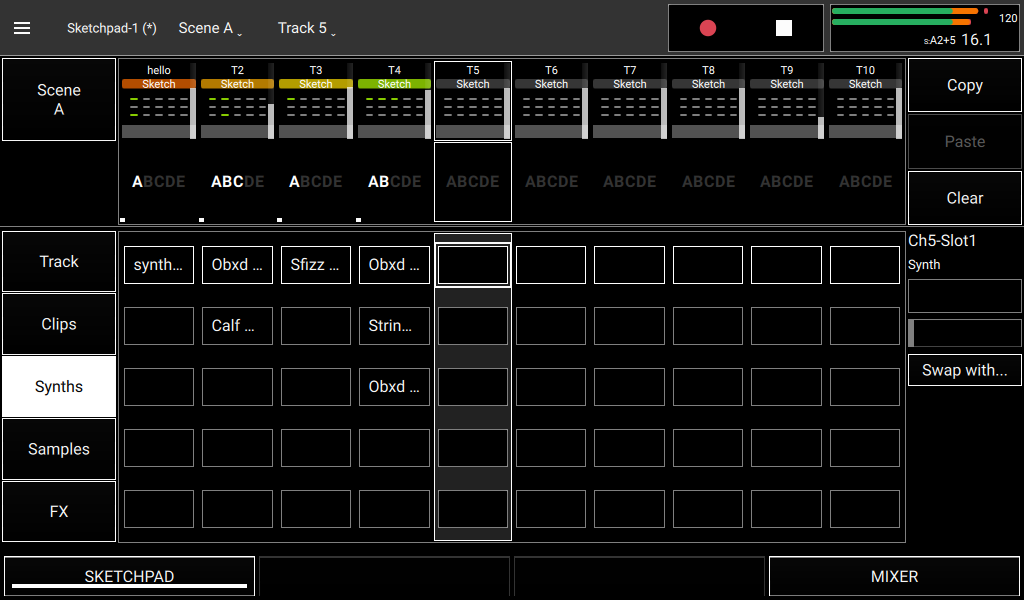 Sketchpad-1 (*) Scene A Track 5 120
s:A2+5 16.1
Scene A
hello T2 T3 T4 T5 T6 T7 T8 T9 T10
Sketch Sketch Sketch Sketch Sketch Sketch Sketch Sketch Sketch Sketch
ABCDE ABCDE ABCDE ABCDE ABCDE ABCDE ABCDE ABCDE ABCDE ABCDE
Copy
Paste
Clear
Track
Clips
Synths
Samples
FX
synth... Obxd ... Sfizz ... Obxd ...
Calf ... Strin...
Obxd ...
Ch5-Slot1
Synth
Swap with...
SKETCHPAD MIXER